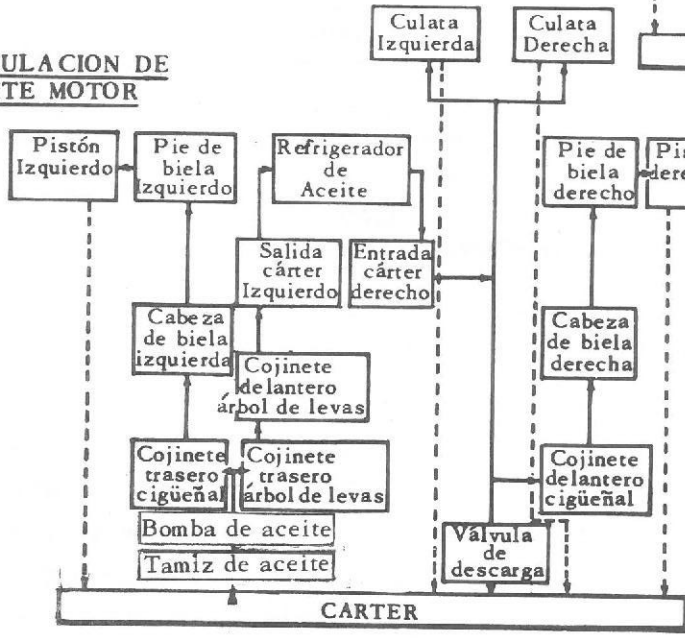 Culata
Izquierda
Culata
Derecha
ULACION DE
TE MOTOR
Pistón
Izquierdo
Pie de
biela
Izquierdo
Refrigerador
de
Aceite
Pie de
biela
derecho
Pis
dere
Salida
cárter
Izquierdo
Entrada
cárter
derecho
Cabeza
de biela
izquierda
Cojinete
delantero
árbol de levas
Cabeza
de biela
derecha
Cojinete
trasero
cigüeñal
Cojinete
trasero
árbol de levas
Cojinete
delantero
cigüeñal
Bomba de aceite
Tamiz de aceite
Válvula
de
descarga
CARTER